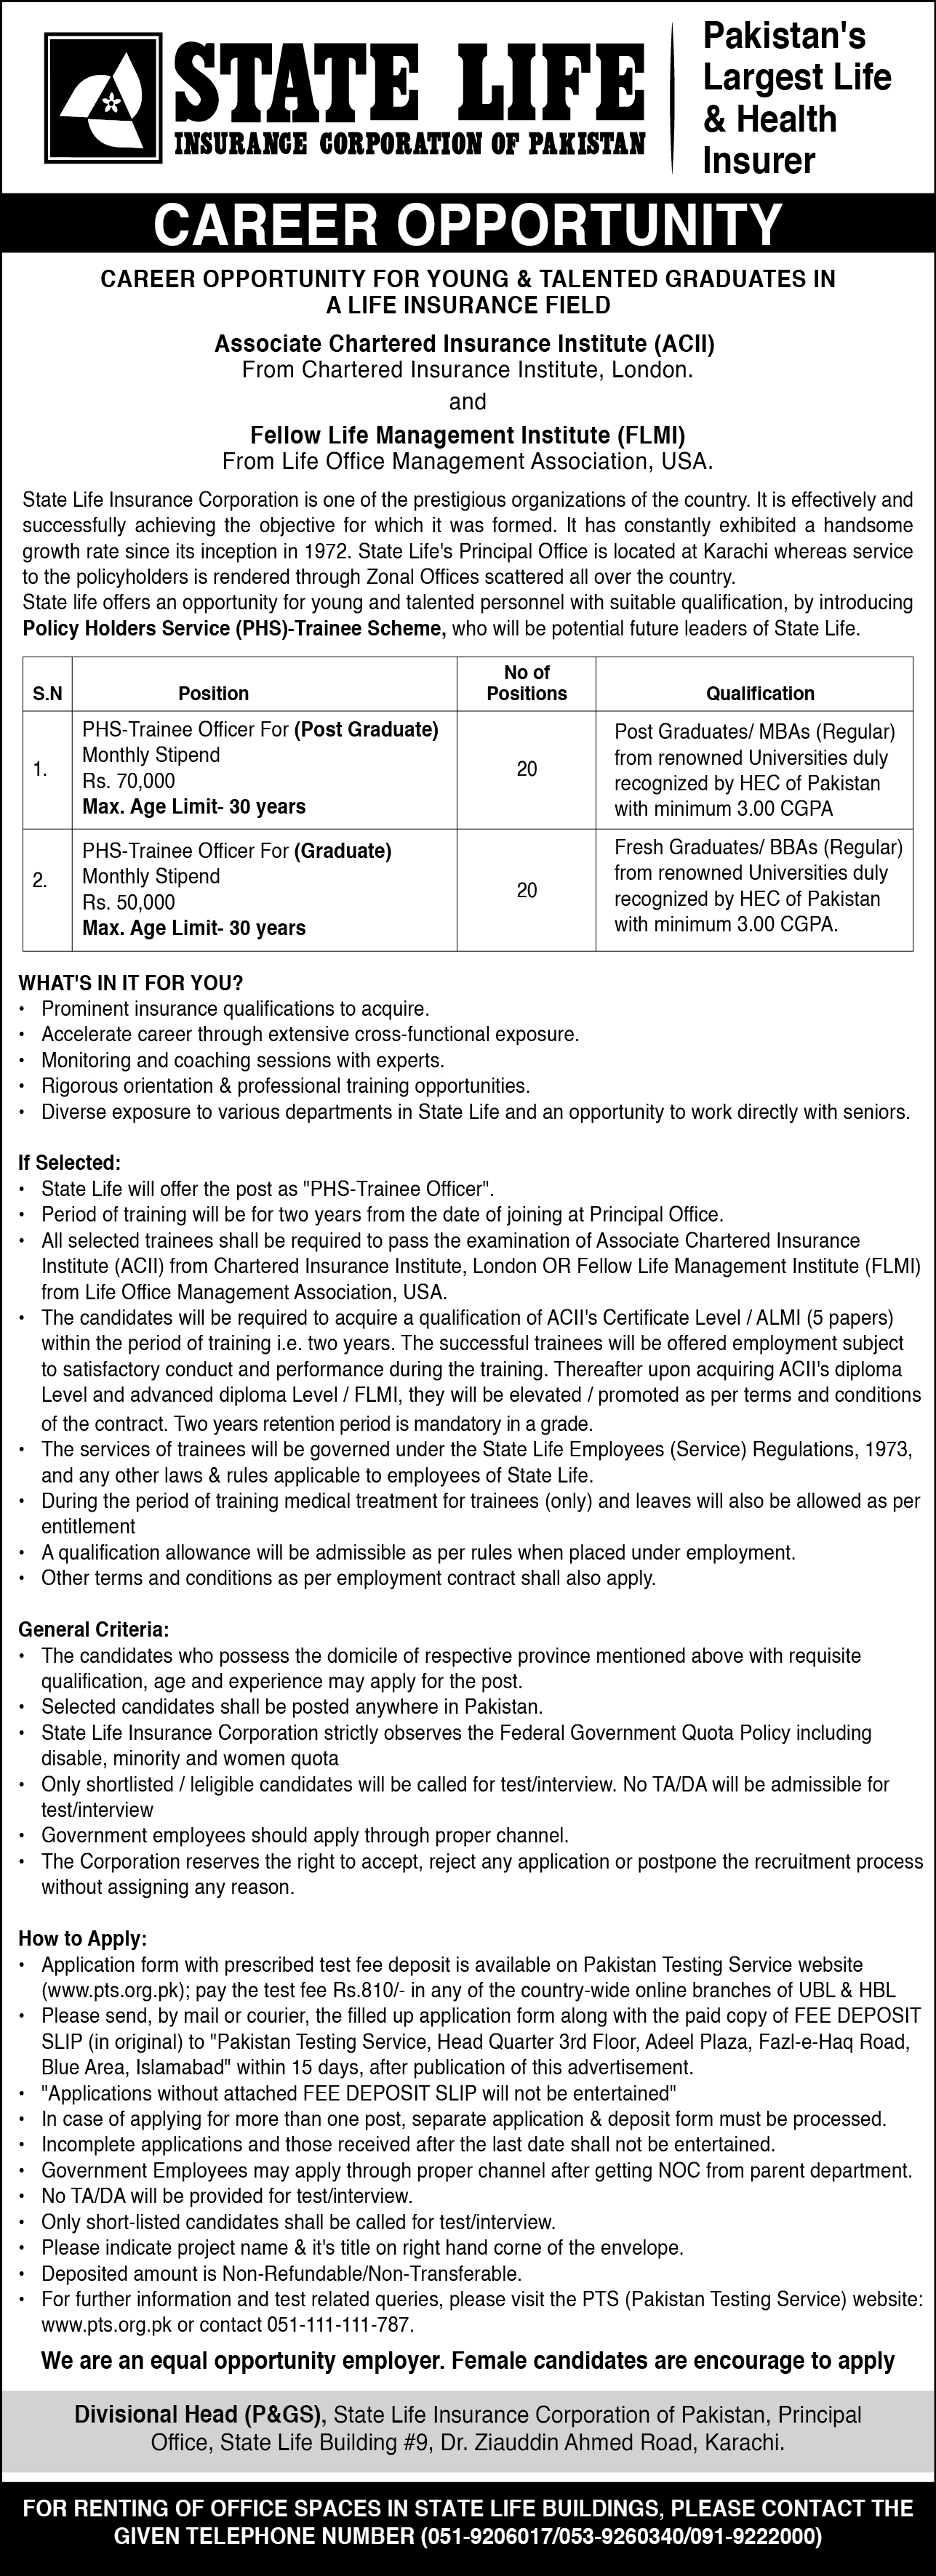 STATE LIFE
INSURANCE CORPORATION OF PAKISTAN
Pakistan's
Largest Life
& Health
Insurer
CAREER OPPORTUNITY
CAREER OPPORTUNITY FOR YOUNG & TALENTED GRADUATES IN
A LIFE INSURANCE FIELD
Associate Chartered Insurance Institute (ACII)
From Chartered Insurance Institute, London.
and
Fellow Life Management Institute (FLMI)
From Life Office Management Association, USA.
State Life Insurance Corporation is one of the prestigious organizations of the country. It is effectively and
successfully achieving the objective for which it was formed. It has constantly exhibited a handsome
growth rate since its inception in 1972. State Life's Principal Office is located at Karachi whereas service
to the policyholders is rendered through Zonal Offices scattered all over the country.
State life offers an opportunity for young and talented personnel with suitable qualification, by introducing
Policy Holders Service (PHS)-Trainee Scheme, who will be potential future leaders of State Life.
S.N Position No of Positions Qualification
1.
PHS-Trainee Officer For (Post Graduate)
Monthly Stipend
Rs. 70,000
Max. Age Limit- 30 years
20
Post Graduates/ MBAs (Regular)
from renowned Universities duly
recognized by HEC of Pakistan
with minimum 3.00 CGPA
2.
PHS-Trainee Officer For (Graduate)
Monthly Stipend
Rs. 50,000
Max. Age Limit- 30 years
20
Fresh Graduates/ BBAs (Regular)
from renowned Universities duly
recognized by HEC of Pakistan
with minimum 3.00 CGPA.
WHAT'S IN IT FOR YOU?
• Prominent insurance qualifications to acquire.
• Accelerate career through extensive cross-functional exposure.
• Monitoring and coaching sessions with experts.
• Rigorous orientation & professional training opportunities.
• Diverse exposure to various departments in State Life and an opportunity to work directly with seniors.
If Selected:
• State Life will offer the post as "PHS-Trainee Officer".
• Period of training will be for two years from the date of joining at Principal Office.
• All selected trainees shall be required to pass the examination of Associate Chartered Insurance
Institute (ACII) from Chartered Insurance Institute, London OR Fellow Life Management Institute (FLMI)
from Life Office Management Association, USA.
• The candidates will be required to acquire a qualification of ACII's Certificate Level / ALMI (5 papers)
within the period of training i.e. two years. The successful trainees will be offered employment subject
to satisfactory conduct and performance during the training. Thereafter upon acquiring ACII's diploma
Level and advanced diploma Level / FLMI, they will be elevated / promoted as per terms and conditions
of the contract. Two years retention period is mandatory in a grade.
• The services of trainees will be governed under the State Life Employees (Service) Regulations, 1973,
and any other laws & rules applicable to employees of State Life.
• During the period of training medical treatment for trainees (only) and leaves will also be allowed as per
entitlement
• A qualification allowance will be admissible as per rules when placed under employment.
• Other terms and conditions as per employment contract shall also apply.
General Criteria:
• The candidates who possess the domicile of respective province mentioned above with requisite
qualification, age and experience may apply for the post.
• Selected candidates shall be posted anywhere in Pakistan.
• State Life Insurance Corporation strictly observes the Federal Government Quota Policy including
disable, minority and women quota
• Only shortlisted / leligible candidates will be called for test/interview. No TA/DA will be admissible for
test/interview
• Government employees should apply through proper channel.
• The Corporation reserves the right to accept, reject any application or postpone the recruitment process
without assigning any reason.
How to Apply:
• Application form with prescribed test fee deposit is available on Pakistan Testing Service website
(www.pts.org.pk); pay the test fee Rs.810/- in any of the country-wide online branches of UBL & HBL
• Please send, by mail or courier, the filled up application form along with the paid copy of FEE DEPOSIT
SLIP (in original) to "Pakistan Testing Service, Head Quarter 3rd Floor, Adeel Plaza, Fazl-e-Haq Road,
Blue Area, Islamabad" within 15 days, after publication of this advertisement.
• "Applications without attached FEE DEPOSIT SLIP will not be entertained"
• In case of applying for more than one post, separate application & deposit form must be processed.
• Incomplete applications and those received after the last date shall not be entertained.
• Government Employees may apply through proper channel after getting NOC from parent department.
• No TA/DA will be provided for test/interview.
• Only short-listed candidates shall be called for test/interview.
• Please indicate project name & it's title on right hand corne of the envelope.
• Deposited amount is Non-Refundable/Non-Transferable.
• For further information and test related queries, please visit the PTS (Pakistan Testing Service) website:
www.pts.org.pk or contact 051-111-111-787.
We are an equal opportunity employer. Female candidates are encourage to apply
Divisional Head (P&GS), State Life Insurance Corporation of Pakistan, Principal
Office, State Life Building #9, Dr. Ziauddin Ahmed Road, Karachi.
FOR RENTING OF OFFICE SPACES IN STATE LIFE BUILDINGS, PLEASE CONTACT THE
GIVEN TELEPHONE NUMBER (051-9206017/053-9260340/091-9222000)